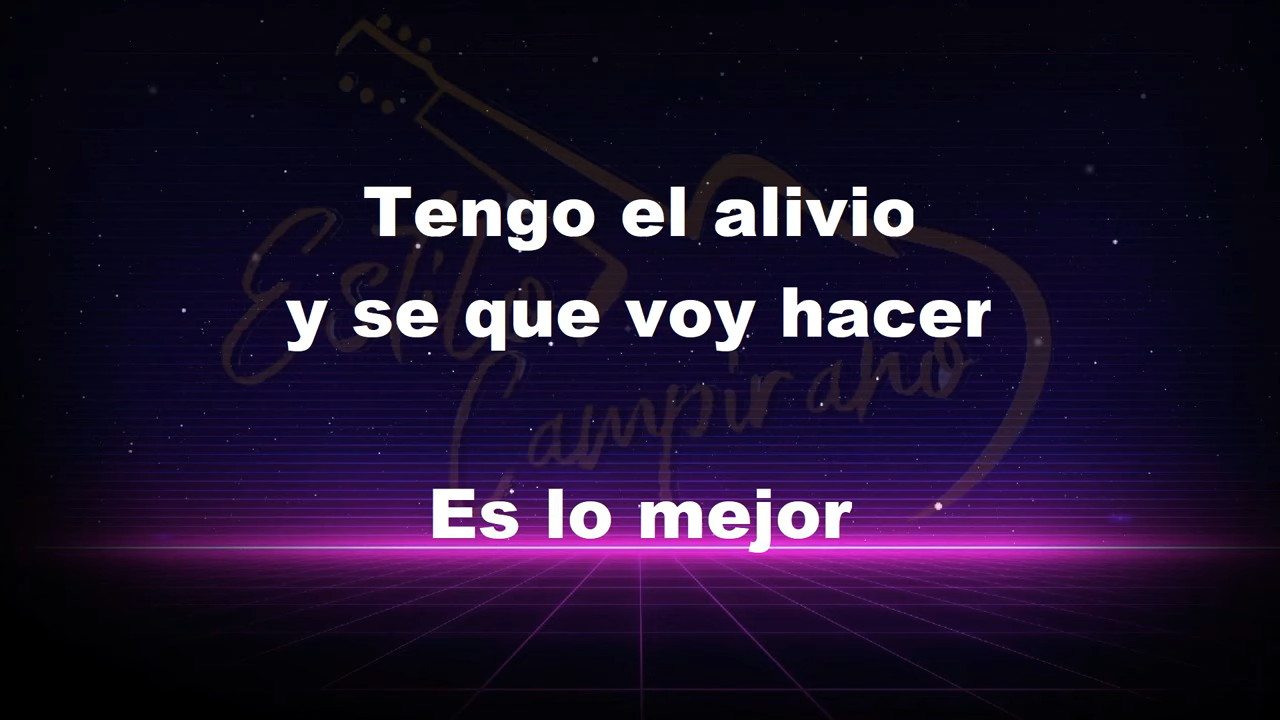 Tengo el alivio
y se que voy hacer
Es lo mejor
Estilo
Campirano